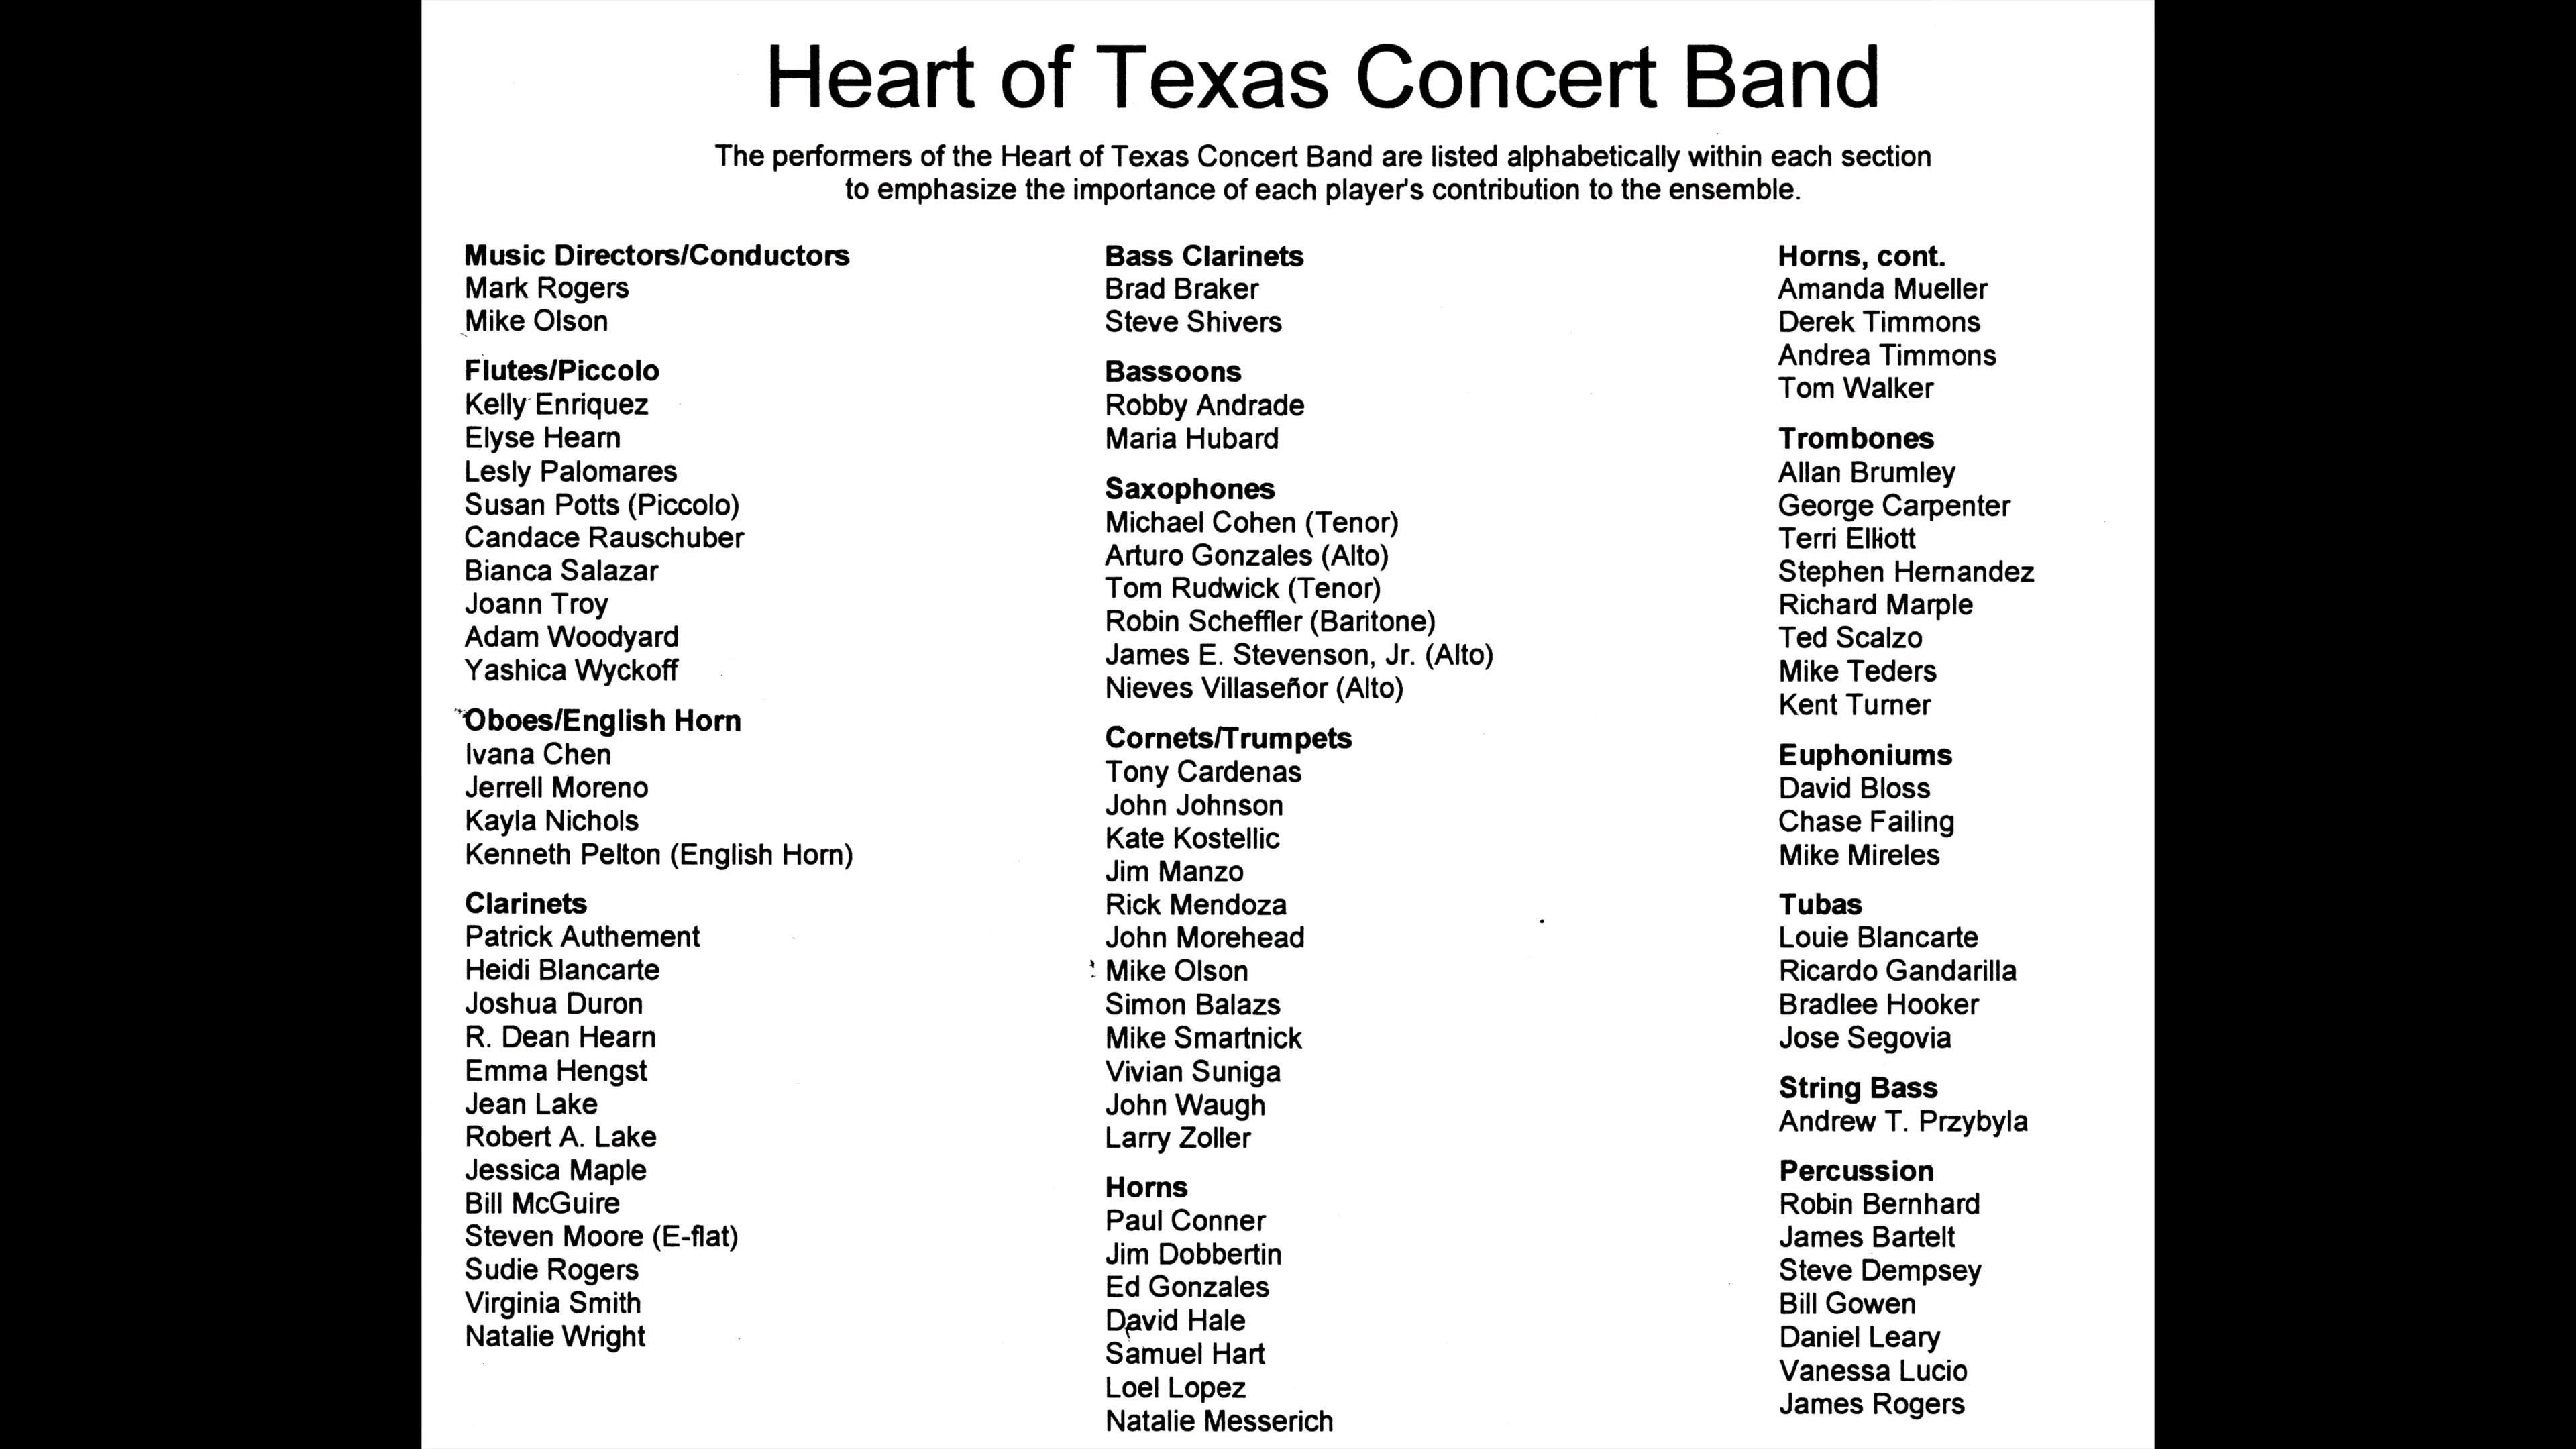 Heart of Texas Concert Band
The performers of the Heart of Texas Concert Band are listed alphabetically within each section
to emphasize the importance of each player's contribution to the ensemble.
Music Directors/Conductors
Mark Rogers
Mike Olson
Flutes/Piccolo
Kelly Enriquez
Elyse Hearn
Lesly Palomares
Susan Potts (Piccolo)
Candace Rauschuber
Bianca Salazar
Joann Troy
Adam Woodyard
Yashica Wyckoff
Oboes/English Horn
Ivana Chen
Jerrell Moreno
Kayla Nichols
Kenneth Pelton (English Horn)
Clarinets
Patrick Authement
Heidi Blancarte
Joshua Duron
R. Dean Hearn
Emma Hengst
Jean Lake
Robert A. Lake
Jessica Maple
Bill McGuire
Steven Moore (E-flat)
Sudie Rogers
Virginia Smith
Natalie Wright
Bass Clarinets
Brad Braker
Steve Shivers
Bassoons
Robby Andrade
Maria Hubard
Saxophones
Michael Cohen (Tenor)
Arturo Gonzales (Alto)
Tom Rudwick (Tenor)
Robin Scheffler (Baritone)
James E. Stevenson, Jr. (Alto)
Nieves Villaseñor (Alto)
Cornets/Trumpets
Tony Cardenas
John Johnson
Kate Kostellic
Jim Manzo
Rick Mendoza
John Morehead
Mike Olson
Simon Balazs
Mike Smartnick
Vivian Suniga
John Waugh
Larry Zoller
Horns
Paul Conner
Jim Dobbertin
Ed Gonzales
David Hale
Samuel Hart
Loel Lopez
Natalie Messerich
Horns, cont.
Amanda Mueller
Derek Timmons
Andrea Timmons
Tom Walker
Trombones
Allan Brumley
George Carpenter
Terri Elliott
Stephen Hernandez
Richard Marple
Ted Scalzo
Mike Teders
Kent Turner
Euphoniums
David Bloss
Chase Failing
Mike Mireles
Tubas
Louie Blancarte
Ricardo Gandarilla
Bradlee Hooker
Jose Segovia
String Bass
Andrew T. Przybyla
Percussion
Robin Bernhard
James Bartelt
Steve Dempsey
Bill Gowen
Daniel Leary
Vanessa Lucio
James Rogers